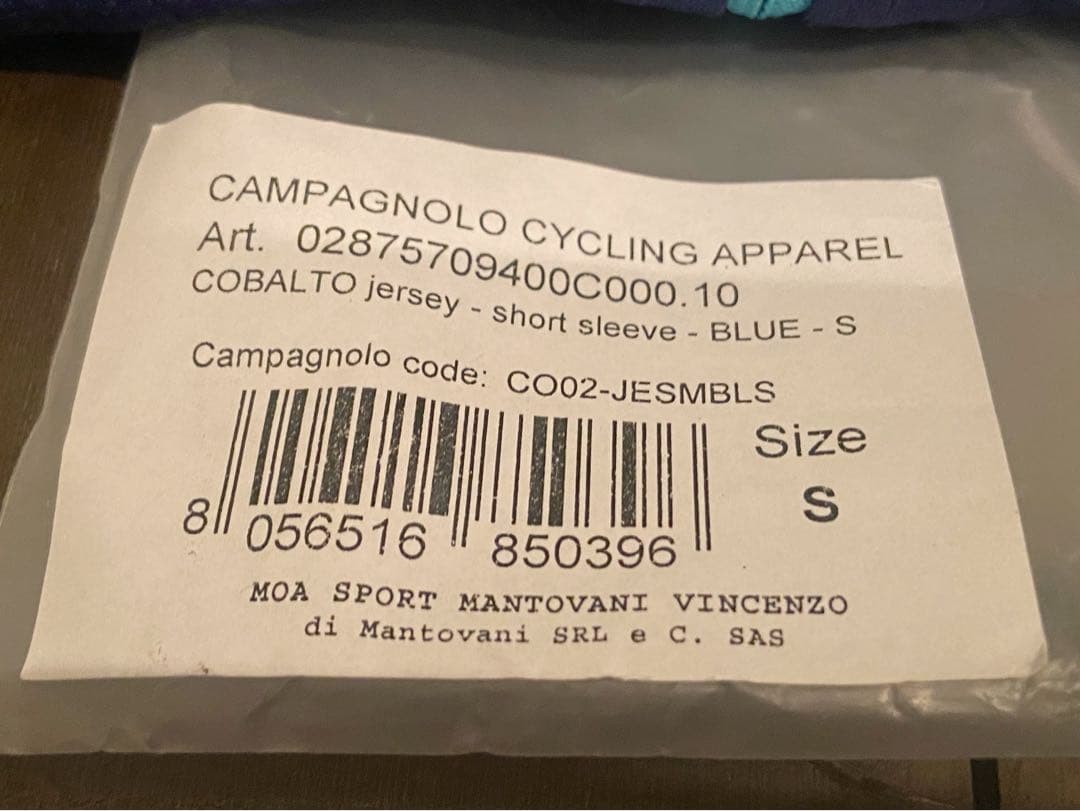 CAMPAGNOLO CYCLING APPAREL
Art. 02875709400C000.10
COBALTO jersey - short sleeve - BLUE - S
Campagnolo code: CO02-JESMBLS
Size
S
8 056516 850396
MOA SPORT MANTOVANI VINCENZO
di Mantovani SRL e C. SAS